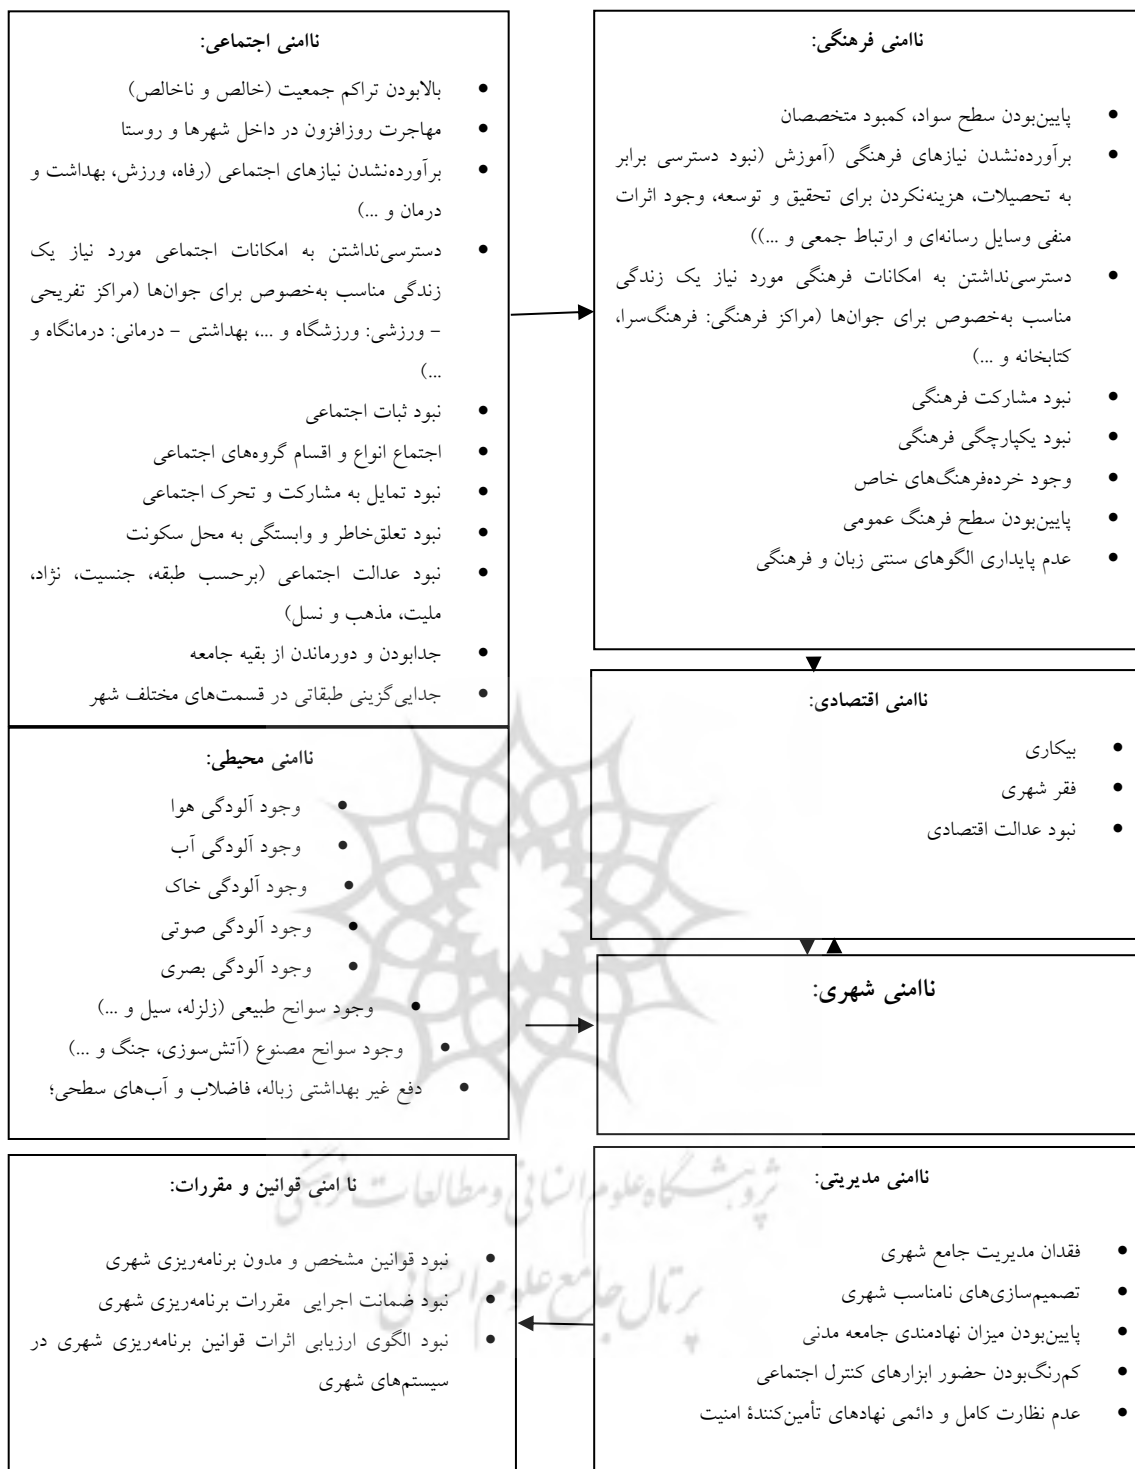 ناامنی فرهنگی:
پایین‌بودن سطح سواد، کمبود متخصصان
برآورده‌نشدن نیازهای فرهنگی (آموزش (نبود دسترسی برابر
به تحصیلات، هزینه‌نکردن برای تحقیق و توسعه، وجود اثرات
منفی وسایل رسانه‌ای و ارتباط جمعی و ...))
دسترسی‌نداشتن به امکانات فرهنگی مورد نیاز یک زندگی
مناسب به‌خصوص برای جوان‌ها (مراکز فرهنگی: فرهنگ‌سرا،
کتابخانه و ...)
نبود مشارکت فرهنگی
نبود یکپارچگی فرهنگی
وجود خرده‌فرهنگ‌های خاص
پایین‌بودن سطح فرهنگ عمومی
عدم پایداری الگوهای سنتی زبان و فرهنگی
ناامنی اجتماعی:
بالابودن تراکم جمعیت (خالص و ناخالص)
مهاجرت روزافزون در داخل شهرها و روستا
برآورده‌نشدن نیازهای اجتماعی (رفاه، ورزش، بهداشت و
درمان و ...)
دسترسی‌نداشتن به امکانات اجتماعی مورد نیاز یک
زندگی مناسب به‌خصوص برای جوان‌ها (مراکز تفریحی
– ورزشی: ورزشگاه و ...، بهداشتی – درمانی: درمانگاه و
...)
نبود ثبات اجتماعی
اجتماع انواع و اقسام گروه‌های اجتماعی
نبود تمایل به مشارکت و تحرک اجتماعی
نبود تعلق‌خاطر و وابستگی به محل سکونت
نبود عدالت اجتماعی (برحسب طبقه، جنسیت، نژاد،
ملیت، مذهب و نسل)
جدابودن و دورماندن از بقیه جامعه
جدایی‌گزینی طبقاتی در قسمت‌های مختلف شهر
ناامنی اقتصادی:
بیکاری
فقر شهری
نبود عدالت اقتصادی
ناامنی محیطی:
وجود آلودگی هوا
وجود آلودگی آب
وجود آلودگی خاک
وجود آلودگی صوتی
وجود آلودگی بصری
وجود سوانح طبیعی (زلزله، سیل و ...)
وجود سوانح مصنوع (آتش‌سوزی، جنگ و ...)
دفع غیر بهداشتی زباله، فاضلاب و آب‌های سطحی؛
ناامنی شهری:
ناامنی مدیریتی:
فقدان مدیریت جامع شهری
تصمیم‌سازی‌های نامناسب شهری
پایین‌بودن میزان نهادمندی جامعه مدنی
کم‌رنگ‌بودن حضور ابزارهای کنترل اجتماعی
عدم نظارت کامل و دائمی نهادهای تأمین‌کنندهٔ امنیت
نا امنی قوانین و مقررات:
نبود قوانین مشخص و مدون برنامه‌ریزی شهری
نبود ضمانت اجرایی مقررات برنامه‌ریزی شهری
نبود الگوی ارزیابی اثرات قوانین برنامه‌ریزی شهری در
سیستم‌های شهری
پژوهشگاه علوم انسانی و مطالعات فرهنگی
پرتال جامع علوم انسانی